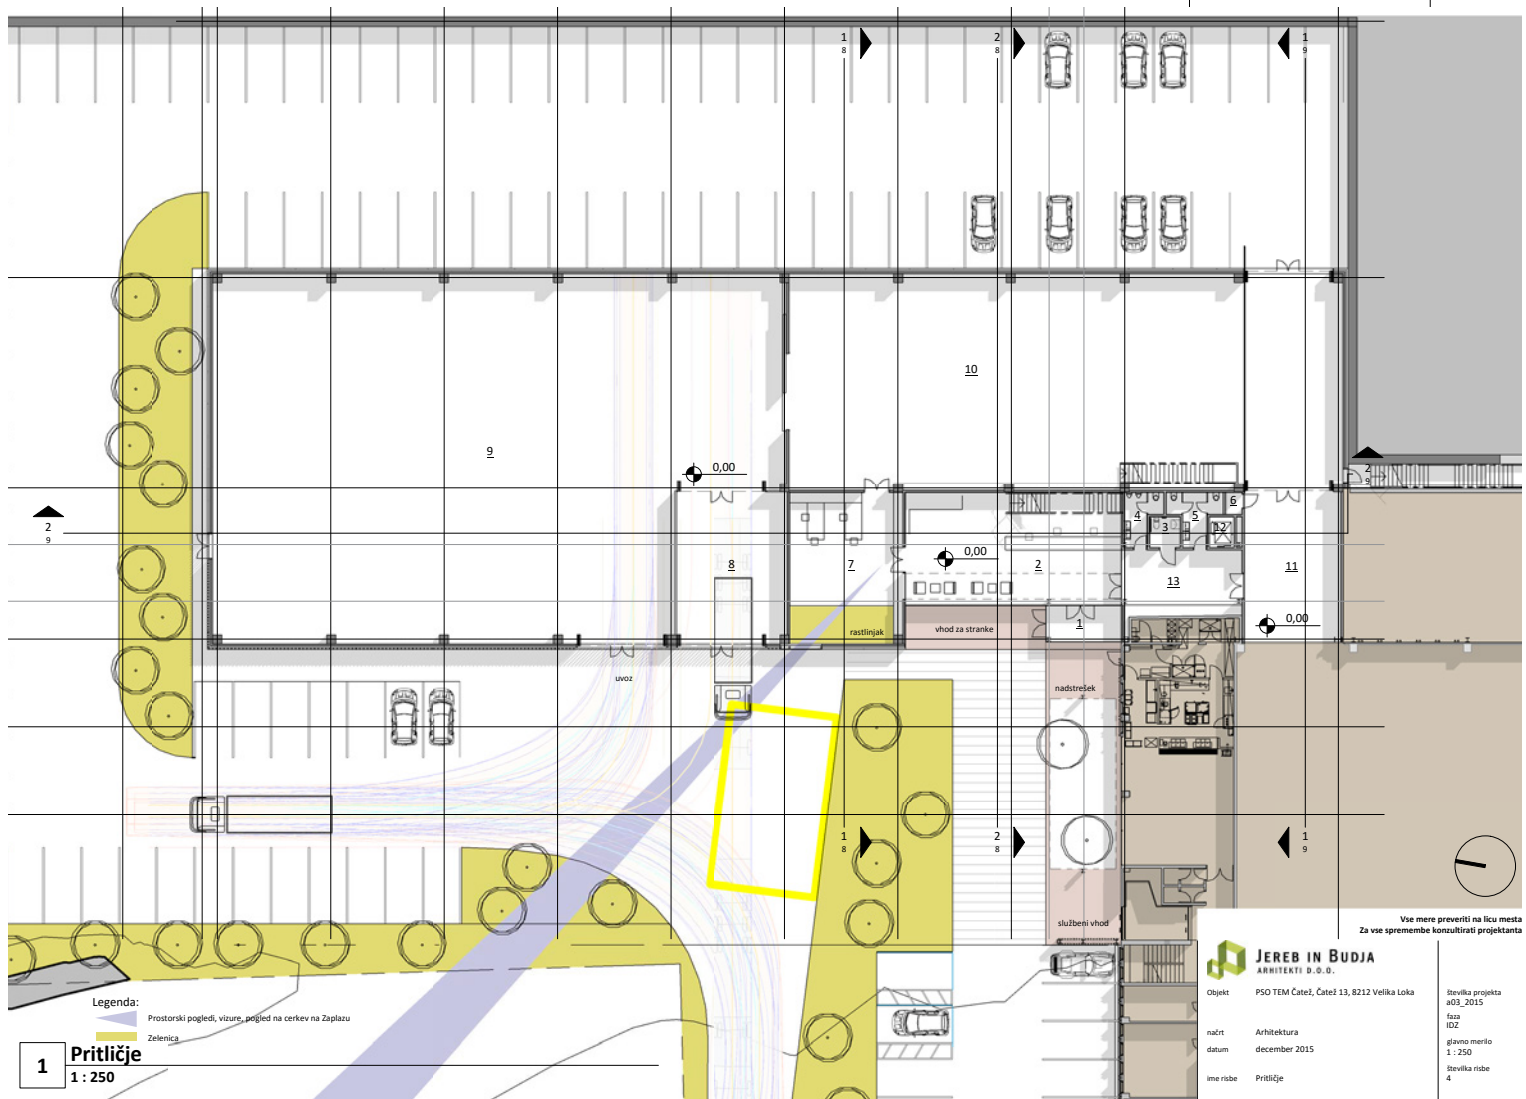 1
8
2
8
1
9
10
9
0,00
2
9
2
9
8
7
0,00
2
4
3
5
6
12
13
11
0,00
1
rastlinjak
vhod za stranke
uvoz
nadstrešek
1
8
2
8
1
9
službeni vhod
Legenda:
Prostorski pogledi, vizure, pogled na cerkev na Zaplazu
Zelenica
1
Pritličje
1 : 250
Vse mere preveriti na licu mesta
Za vse spremembe konzultirati projektanta
JEREB IN BUDJA
ARHITEKTI D.O.O.
Objekt PSO TEM Čatež, Čatež 13, 8212 Velika Loka
številka projekta
a03_2015
faza
IDZ
načrt Arhitektura
datum december 2015
glavno merilo
1 : 250
ime risbe Pritličje
številka risbe
4